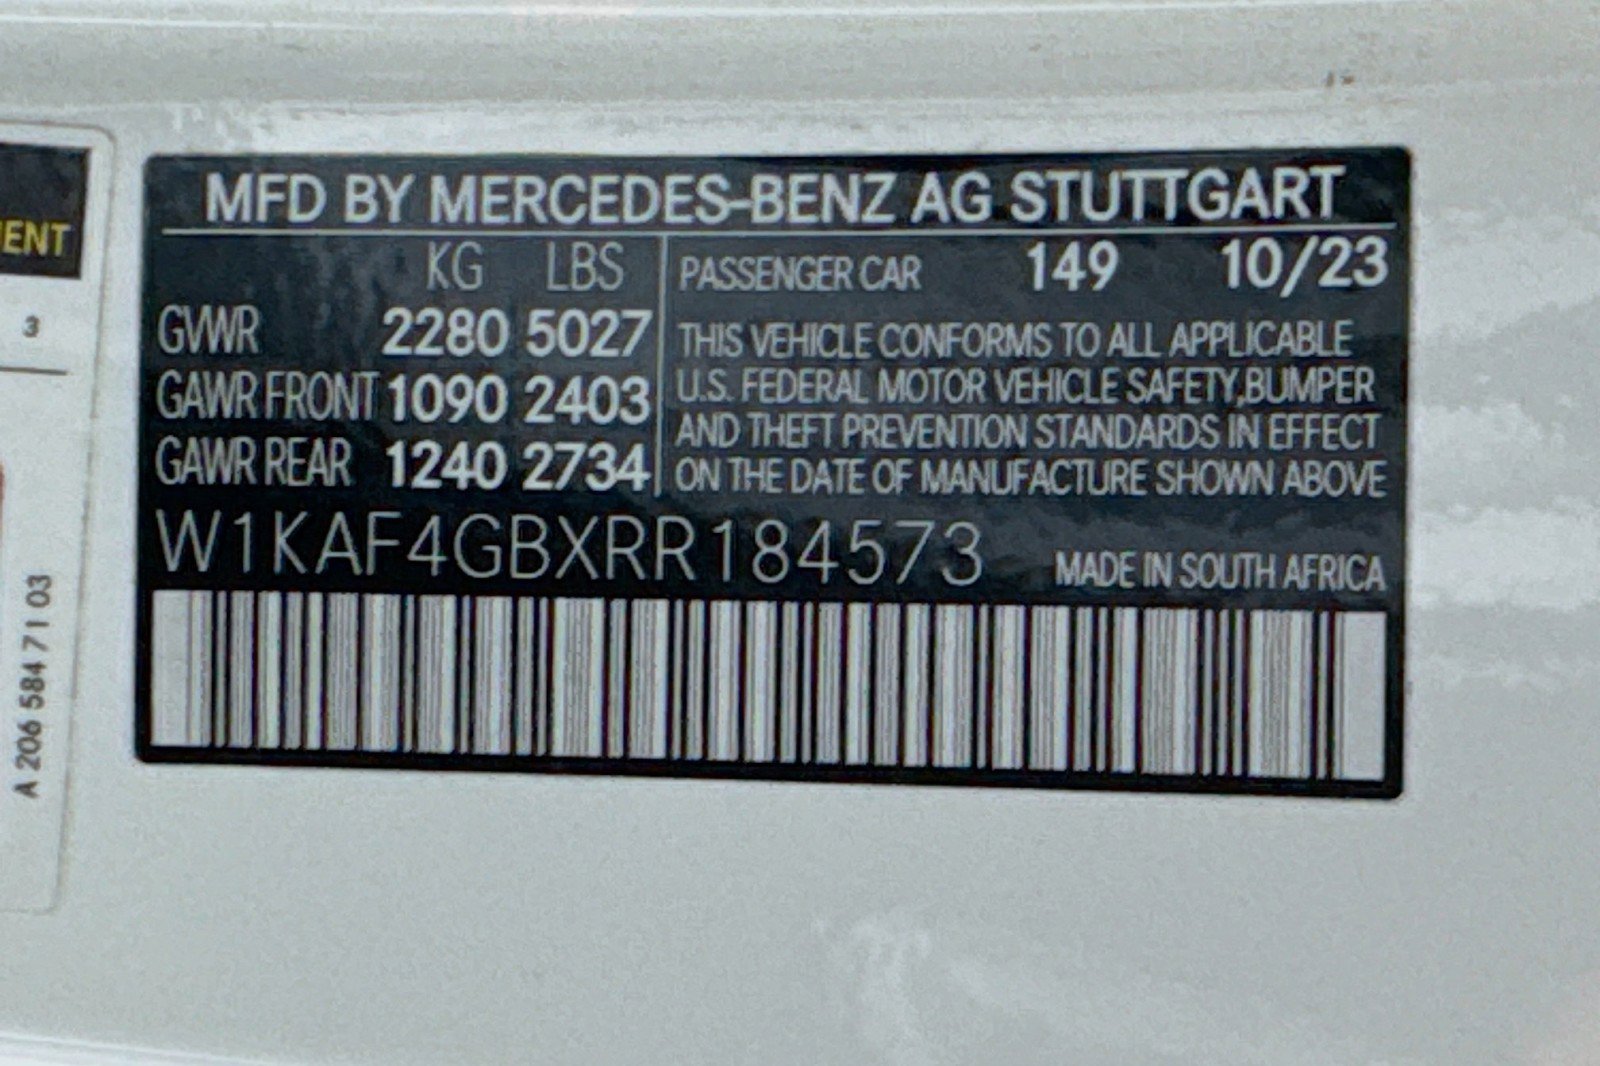 MFD BY MERCEDES-BENZ AG STUTTGART
KG LBS
GVWR 2280 5027
GAWR FRONT 1090 2403
GAWR REAR 1240 2734
PASSENGER CAR 149 10/23
THIS VEHICLE CONFORMS TO ALL APPLICABLE
U.S. FEDERAL MOTOR VEHICLE SAFETY,BUMPER
AND THEFT PREVENTION STANDARDS IN EFFECT
ON THE DATE OF MANUFACTURE SHOWN ABOVE
W1KAF4GBXRR184573 MADE IN SOUTH AFRICA
3
A 206 584 71 03